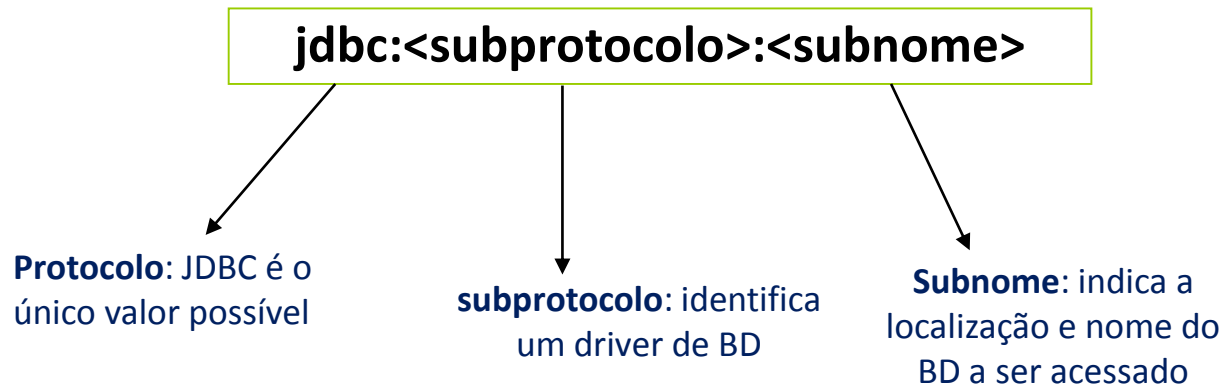 jdbc:<subprotocolo>:<subnome>
Protocolo: JDBC é o
único valor possível
subprotocolo: identifica
um driver de BD
Subnome: indica a
localização e nome do
BD a ser acessado